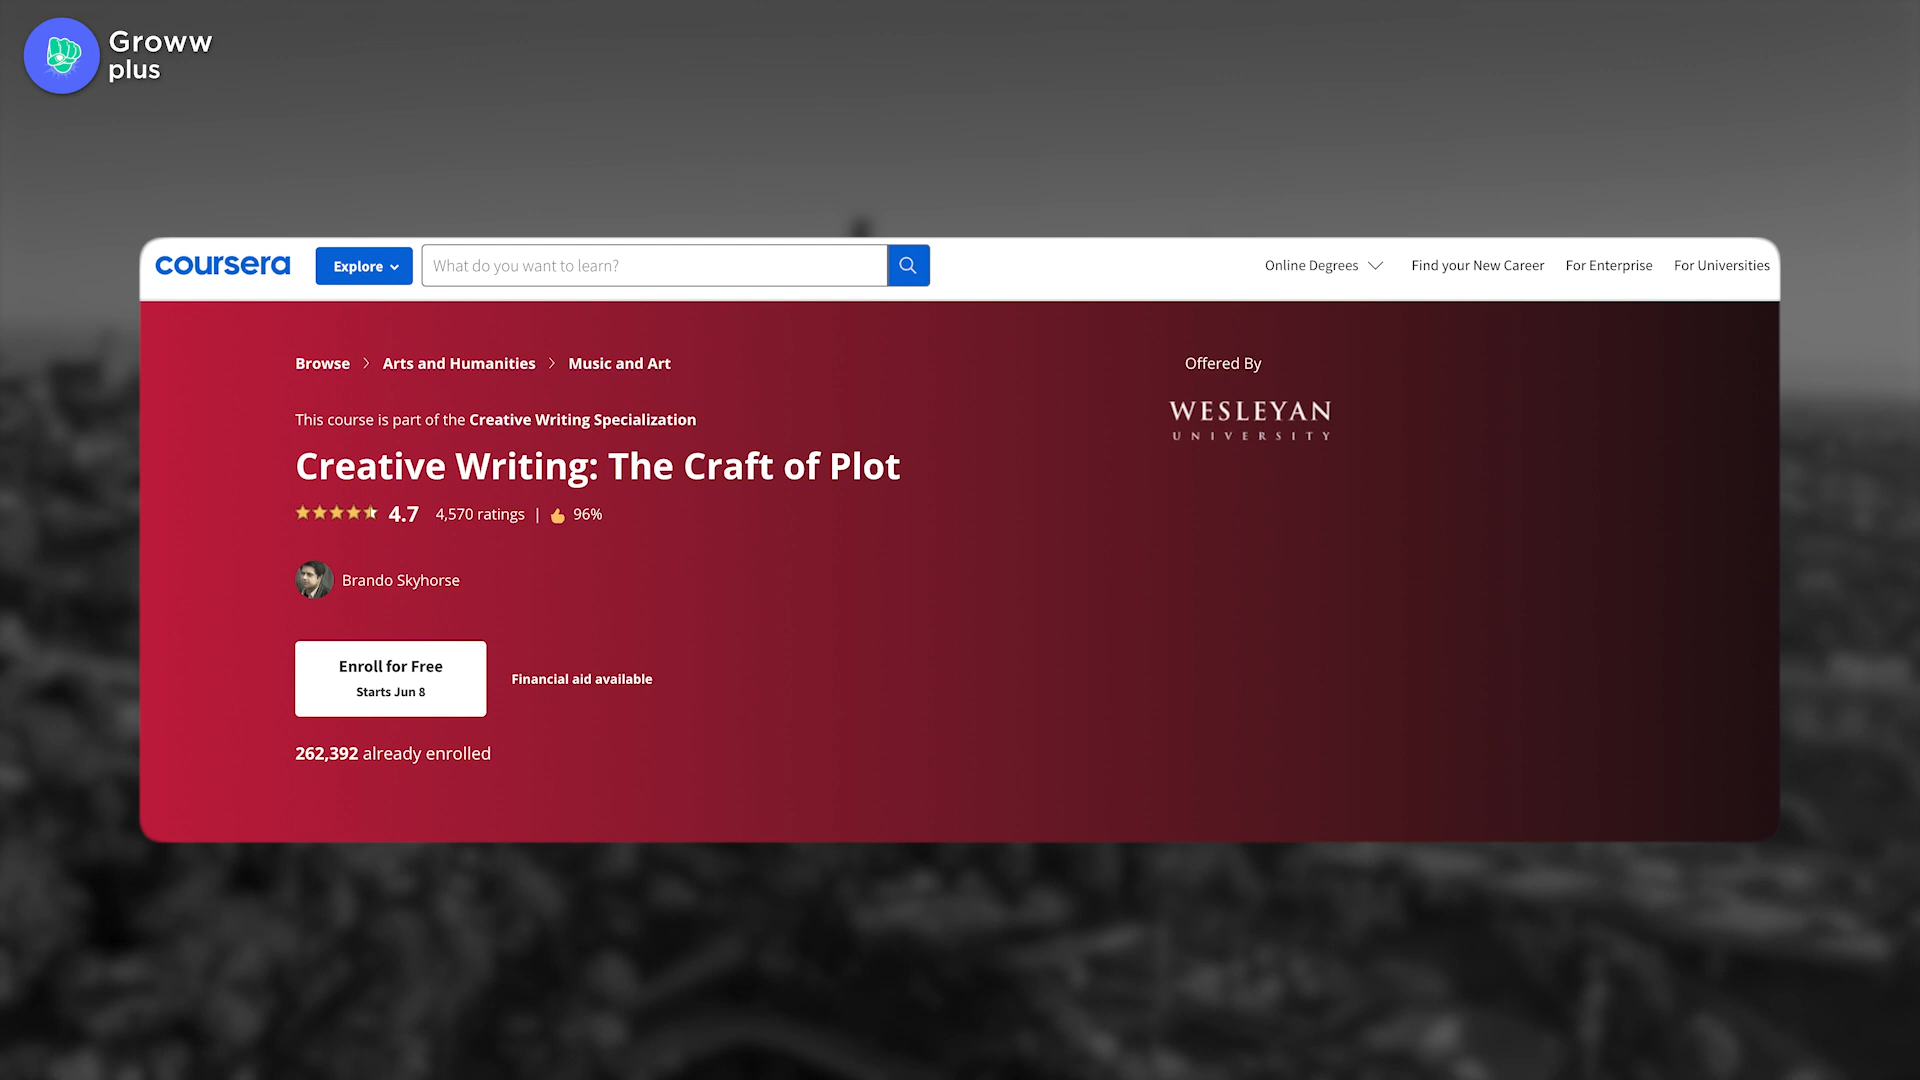 Groww
plus
coursera
Explore
What do you want to learn?
Online Degrees
Find your New Career
For Enterprise
For Universities
Browse > Arts and Humanities > Music and Art
Offered By
WESLEYAN
UNIVERSITY
This course is part of the Creative Writing Specialization
Creative Writing: The Craft of Plot
4.7 4,570 ratings | 96%
Brando Skyhorse
Enroll for Free
Starts Jun 8
Financial aid available
262,392 already enrolled